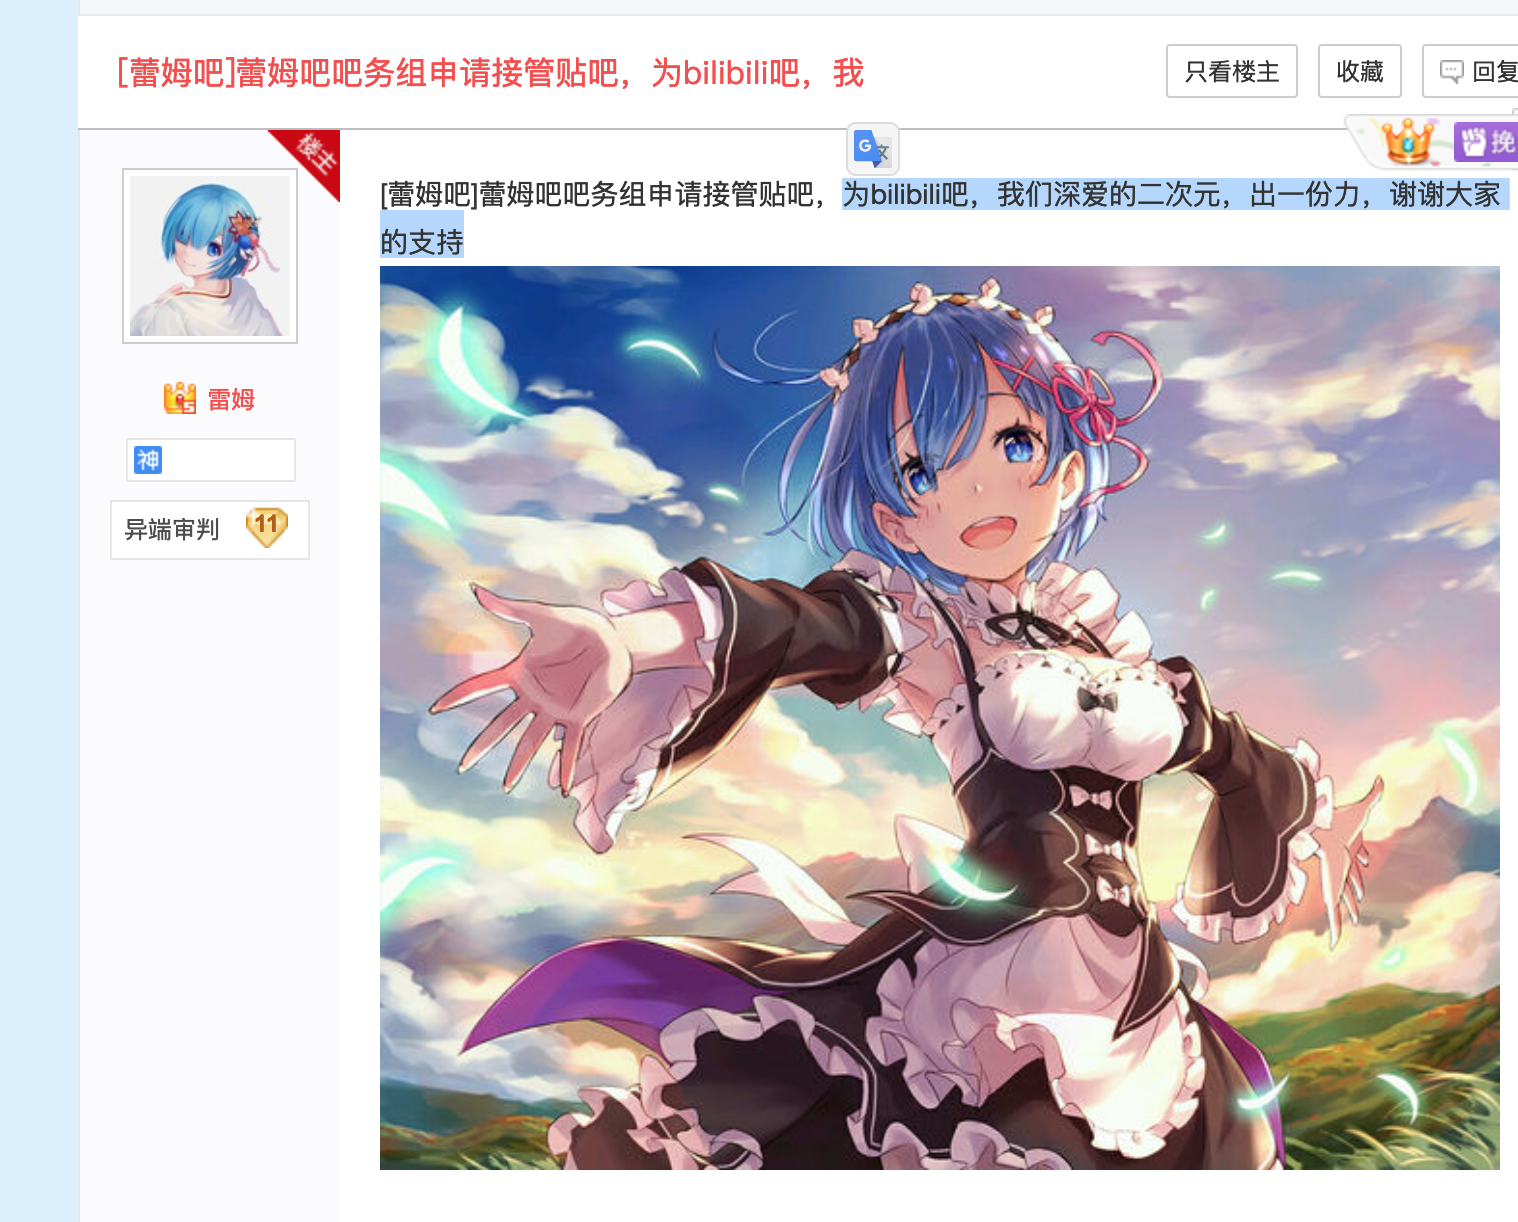 [蕾姆吧]蕾姆吧吧务组申请接管贴吧，为bilibili吧，我
只看楼主
收藏
回复
楼主
挽
[蕾姆吧]蕾姆吧吧务组申请接管贴吧，为bilibili吧，我们深爱的二次元，出一份力，谢谢大家
的支持
雷姆
神
异端审判 11